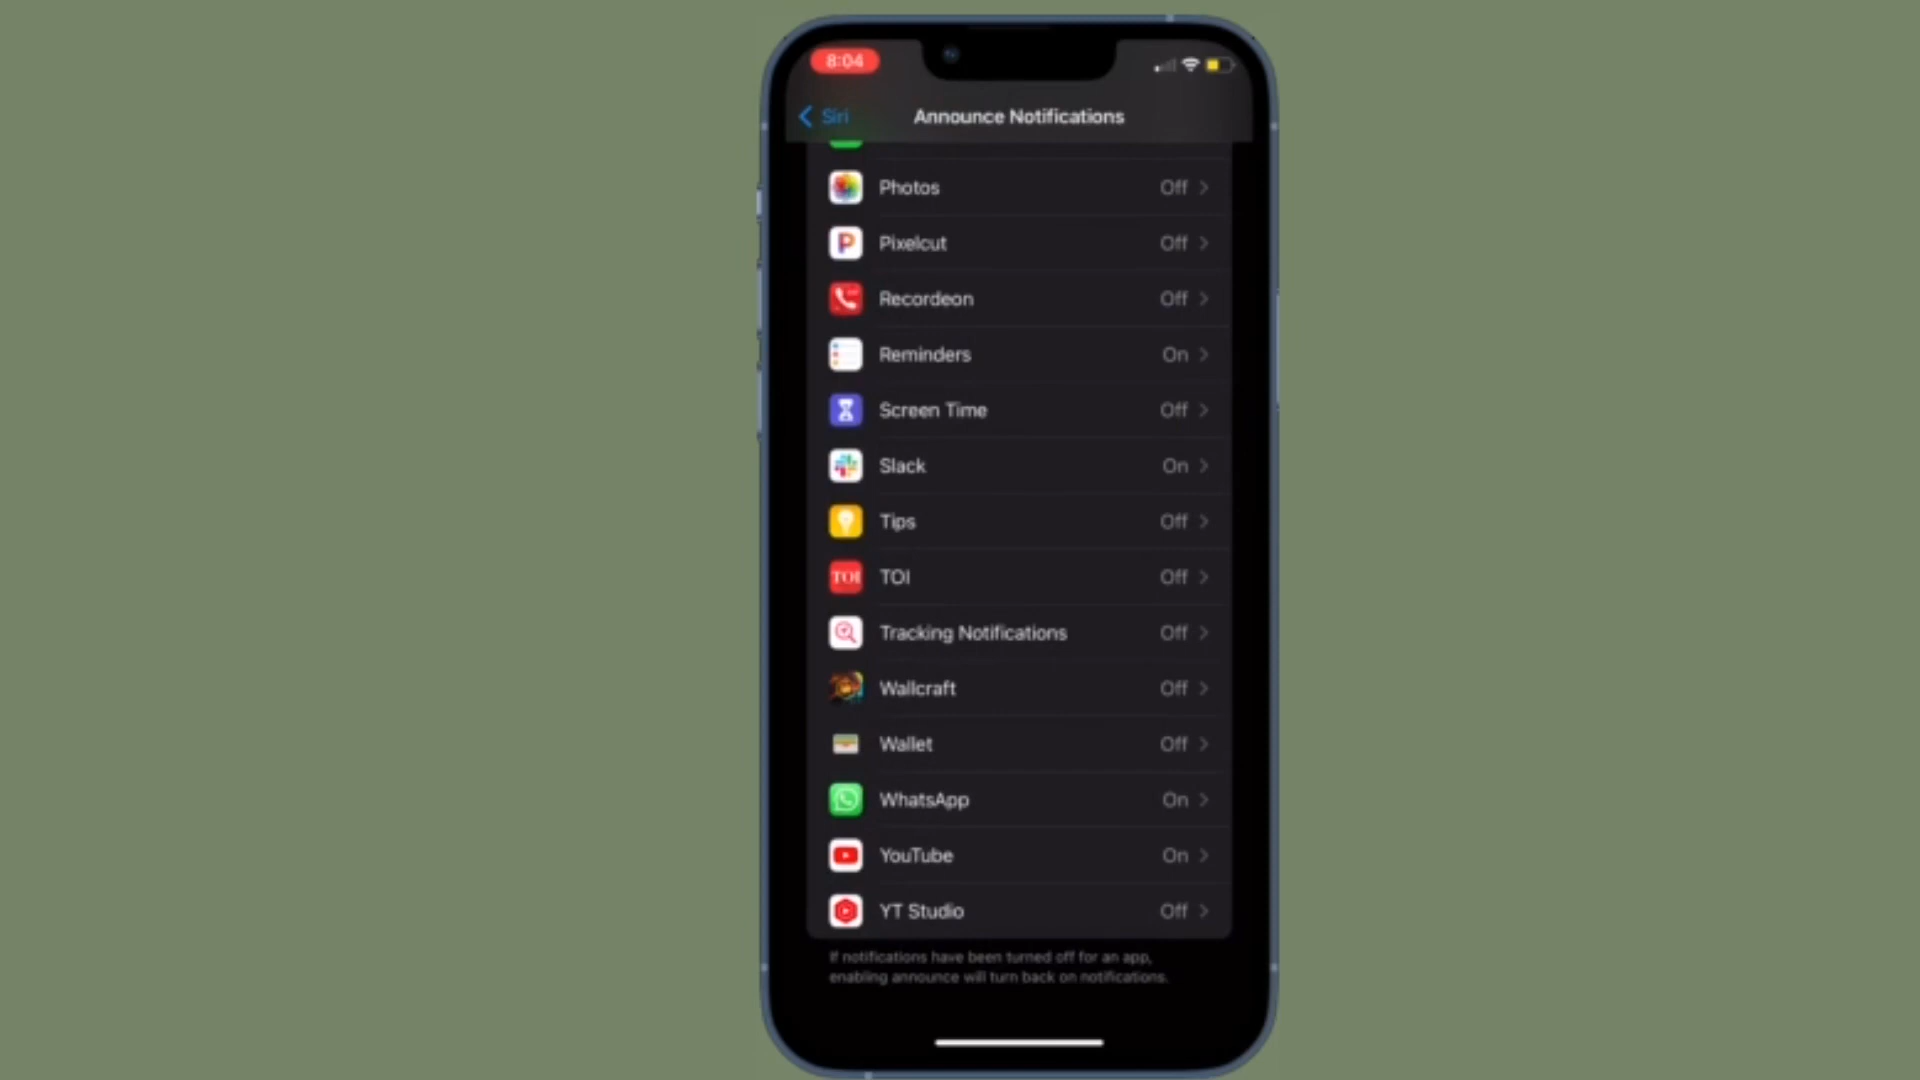 8:04
Siri Announce Notifications
Photos Off
P Pixelcut Off
Recordeon Off
Reminders On
Screen Time Off
Slack On
Tips Off
TOI TOI Off
Tracking Notifications Off
Wallcraft Off
Wallet Off
WhatsApp On
YouTube On
YT Studio Off
If notifications have been turned off for an app,
enabling announce will turn back on notifications.